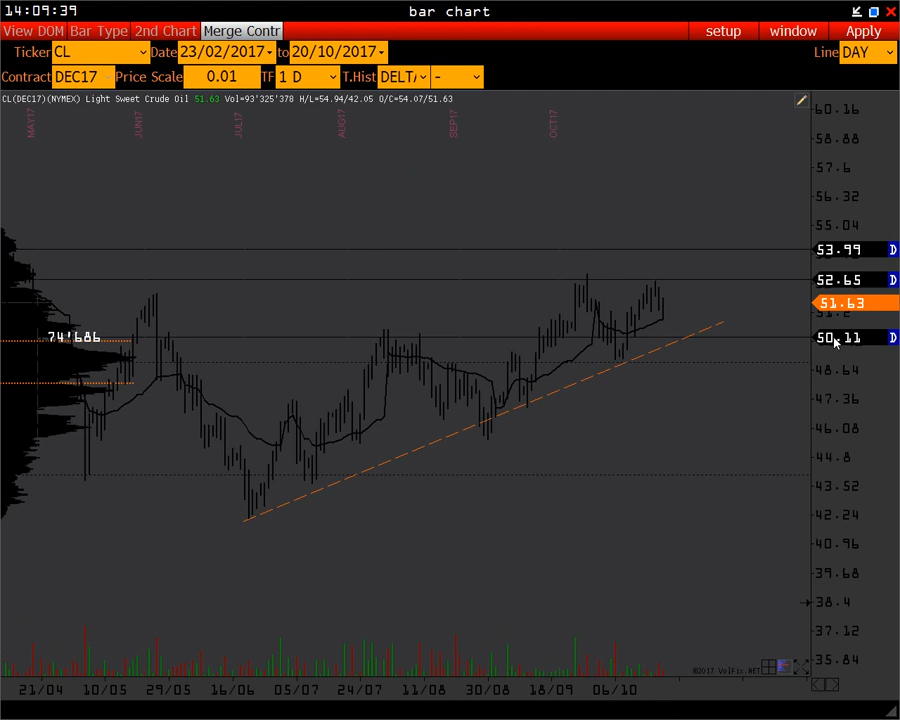 14:09:39 bar chart
View DOM Bar Type 2nd Chart Merge Contr setup window Apply
Ticker CL Date 23/02/2017 to 20/10/2017 Line DAY
Contract DEC17 Price Scale 0.01 TF 1 D T.Hist DELT - 
CL(DEC17)(NYMEX) Light Sweet Crude Oil 51.63 Vol=93'325'378 H/L=54.94/42.05 O/C=54.07/51.63
MAY17 JUN17 JUL17 AUG17 SEP17 OCT17
60.16
58.88
57.6
56.32
55.04
53.99 D
52.65 D
51.63
51.2
74'686
50.11 D
48.64
47.36
46.08
44.8
43.52
42.24
40.96
39.68
38.4
37.12
35.84
©2017 VolFix.NET
21/04 10/05 29/05 16/06 05/07 24/07 11/08 30/08 18/09 06/10